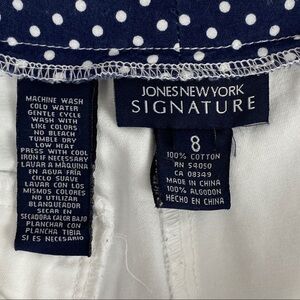 MACHINE WASH
COLD WATER
GENTLE CYCLE
WASH WITH
LIKE COLORS
NO BLEACH
TUMBLE DRY
LOW HEAT
PRESS WITH COOL
IRON IF NECESSARY
LAVAR A MÁQUINA
EN AGUA FRÍA
CICLO SUAVE
LAVAR CON LOS
MISMOS COLORES
NO UTILIZAR
BLANQUEADOR
SECAR EN
SECADORA CALOR BAJO
PLANCHAR CON
PLANCHA TIBIA
SI ES NECESARIO
JONES NEW YORK
SIGNATURE
8
100% COTTON
RN 54050
CA 08349
MADE IN CHINA
100% ALGODON
HECHO EN CHINA